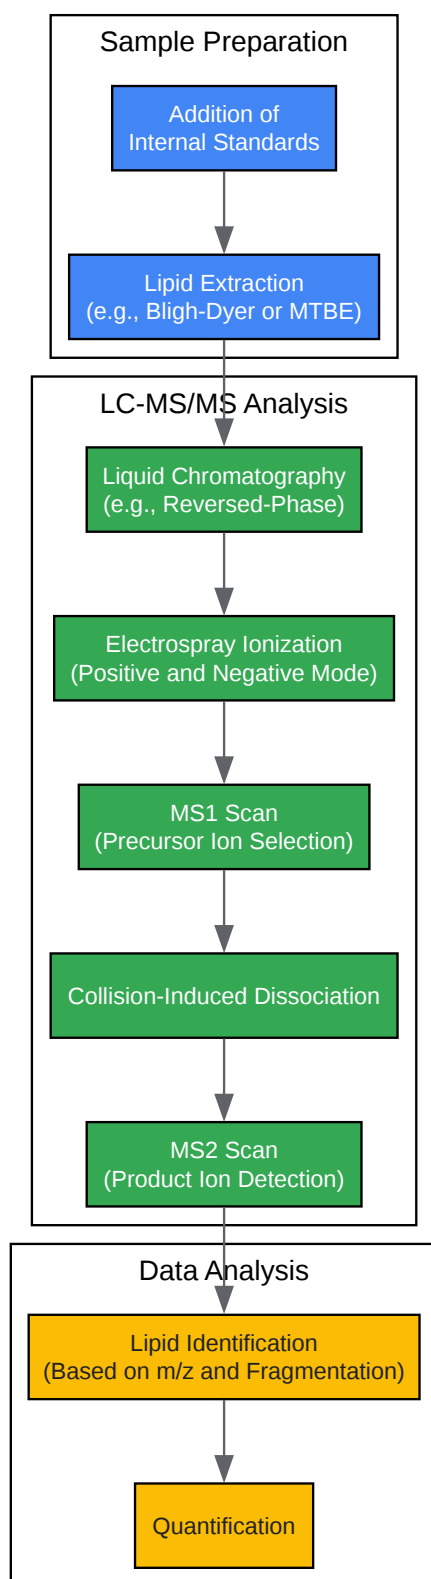 Sample Preparation
Addition of
Internal Standards
Lipid Extraction
(e.g., Bligh-Dyer or MTBE)
LC-MS/MS Analysis
Liquid Chromatography
(e.g., Reversed-Phase)
Electrospray Ionization
(Positive and Negative Mode)
MS1 Scan
(Precursor Ion Selection)
Collision-Induced Dissociation
MS2 Scan
(Product Ion Detection)
Data Analysis
Lipid Identification
(Based on m/z and Fragmentation)
Quantification